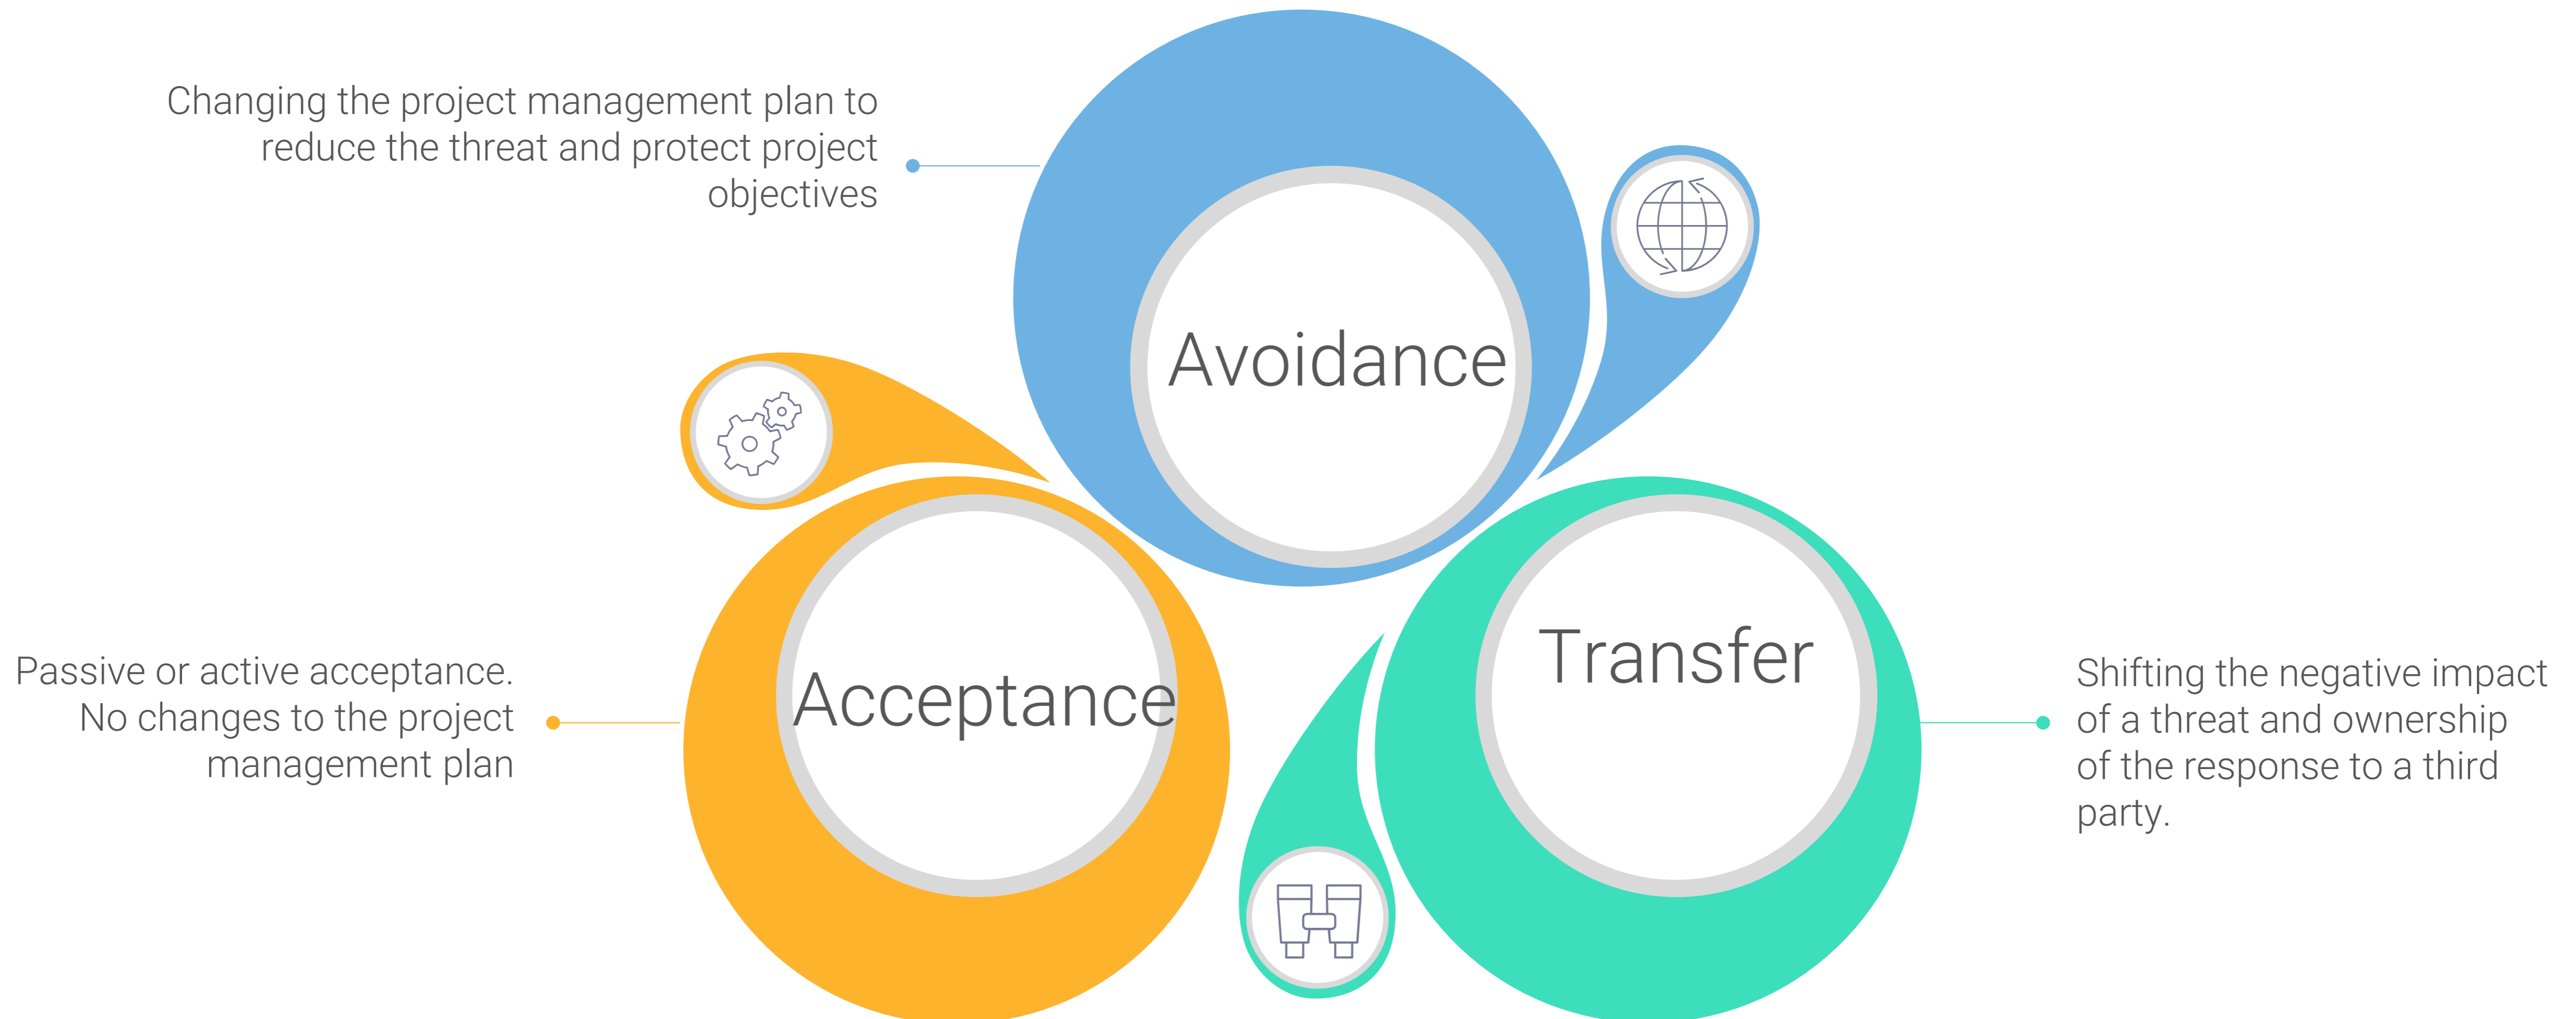 Changing the project management plan to
reduce the threat and protect project
objectives
Avoidance
Acceptance
Passive or active acceptance.
No changes to the project
management plan
Transfer
Shifting the negative impact
of a threat and ownership
of the response to a third
party.